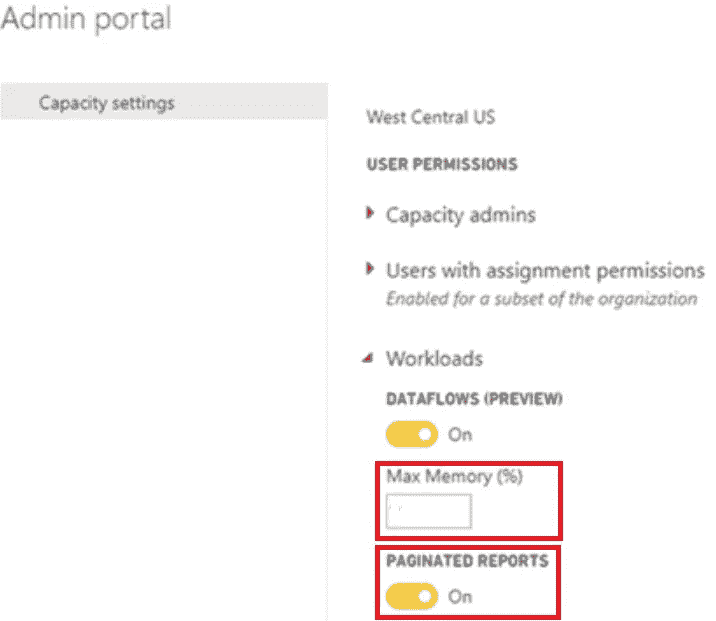 Admin portal
Capacity settings
West Central US
USER PERMISSIONS
Capacity admins
Users with assignment permissions
Enabled for a subset of the organization
Workloads
DATAFLOWS (PREVIEW)
On
Max Memory (%)
PAGINATED REPORTS
On